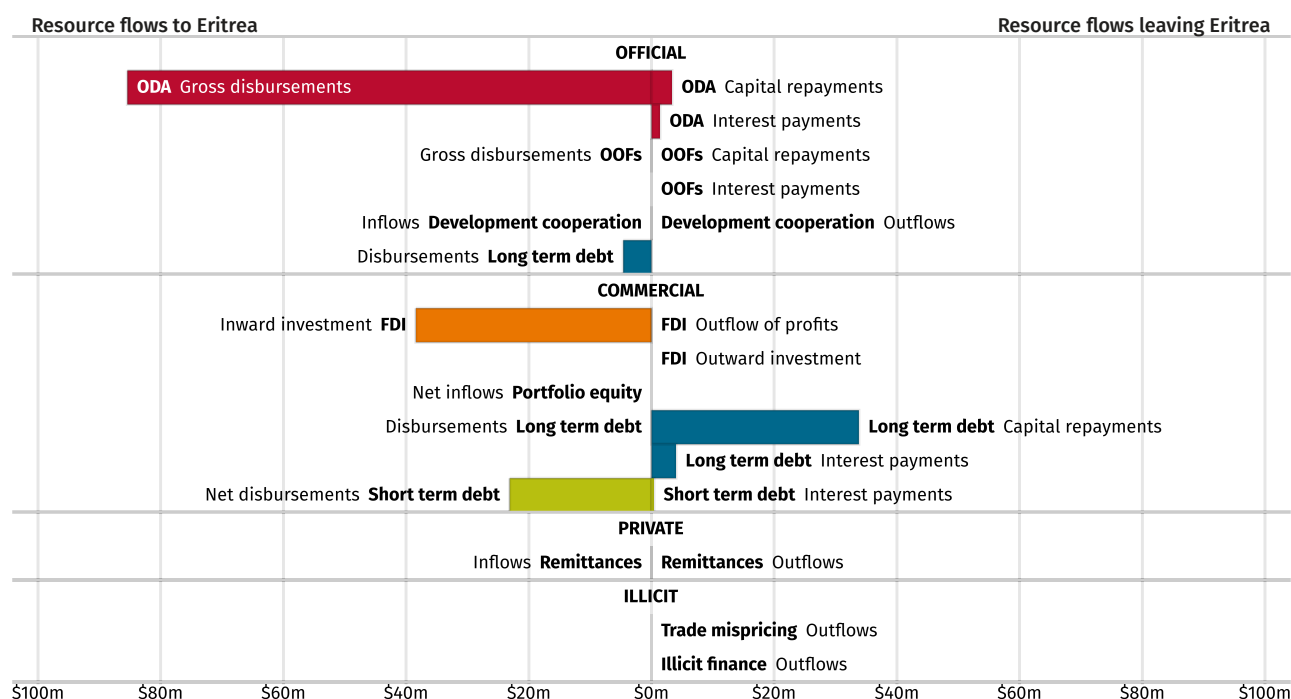 Resource flows to Eritrea Resource flows leaving Eritrea
OFFICIAL
ODA Gross disbursements ODA Capital repayments
ODA Interest payments
Gross disbursements OOFs OOFs Capital repayments
OOFs Interest payments
Inflows Development cooperation Development cooperation Outflows
Disbursements Long term debt
COMMERCIAL
Inward investment FDI FDI Outflow of profits
FDI Outward investment
Net inflows Portfolio equity
Disbursements Long term debt Long term debt Capital repayments
Long term debt Interest payments
Net disbursements Short term debt Short term debt Interest payments
PRIVATE
Inflows Remittances Remittances Outflows
ILLICIT
Trade mispricing Outflows
Illicit finance Outflows
$100m $80m $60m $40m $20m $0m $20m $40m $60m $80m $100m